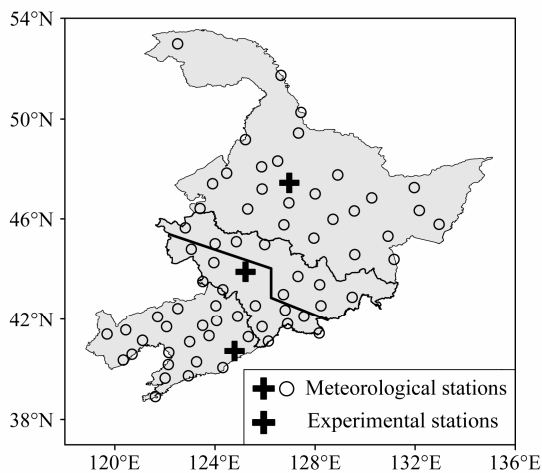 54°N
50°N
46°N
42°N
38°N
Meteorological stations
Experimental stations
120°E 124°E 128°E 132°E 136°E